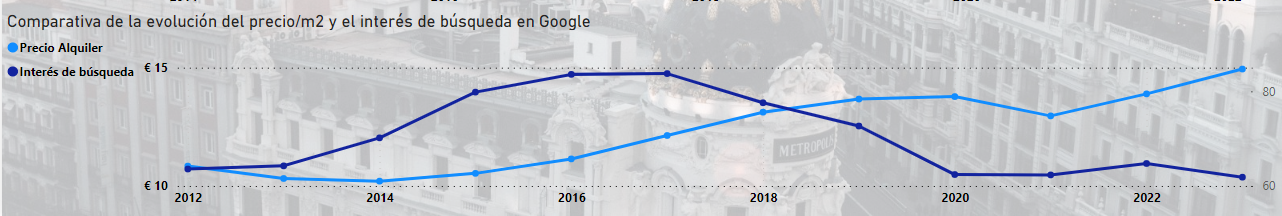 Comparativa de la evolución del precio/m2 y el interés de búsqueda en Google
Precio Alquiler
Interés de búsqueda
€ 15
80
METROPOLIS
€ 10
60
2012 2014 2016 2018 2020 2022